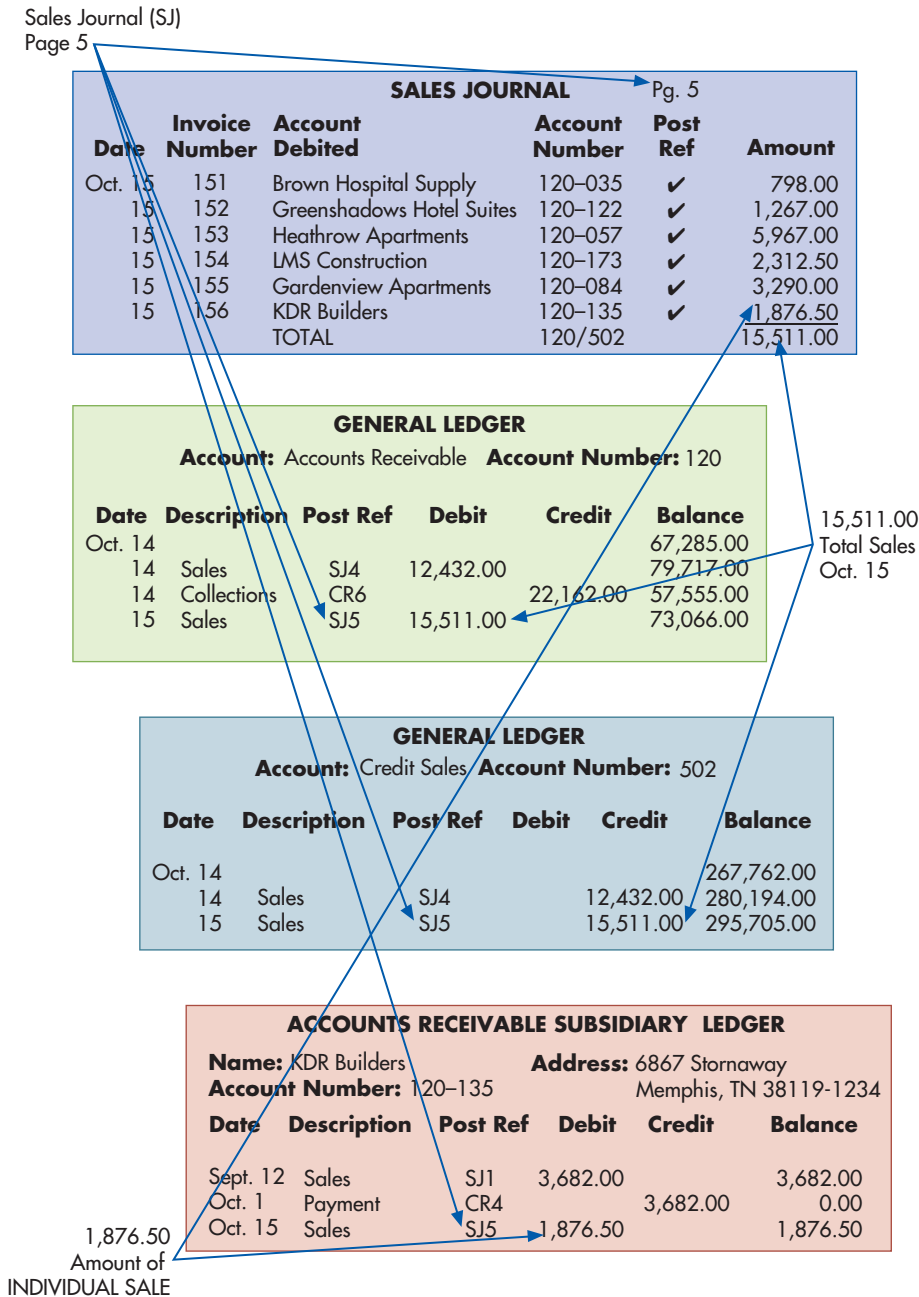 Sales Journal (SJ)
Page 5
SALES JOURNAL Pg. 5
Invoice Account Account Post
Date Number Debited Number Ref Amount
Oct. 15 151 Brown Hospital Supply 120–035 ✔ 798.00
15 152 Greenshadows Hotel Suites 120–122 ✔ 1,267.00
15 153 Heathrow Apartments 120–057 ✔ 5,967.00
15 154 LMS Construction 120–173 ✔ 2,312.50
15 155 Gardenview Apartments 120–084 ✔ 3,290.00
15 156 KDR Builders 120–135 ✔ 1,876.50
TOTAL 120/502 15,511.00
GENERAL LEDGER
Account: Accounts Receivable Account Number: 120
Date Description Post Ref Debit Credit Balance
Oct. 14 67,285.00
14 Sales SJ4 12,432.00 79,717.00
14 Collections CR6 22,162.00 57,555.00
15 Sales SJ5 15,511.00 73,066.00
15,511.00
Total Sales
Oct. 15
GENERAL LEDGER
Account: Credit Sales Account Number: 502
Date Description Post Ref Debit Credit Balance
Oct. 14 267,762.00
14 Sales SJ4 12,432.00 280,194.00
15 Sales SJ5 15,511.00 295,705.00
ACCOUNTS RECEIVABLE SUBSIDIARY LEDGER
Name: KDR Builders Address: 6867 Stornaway
Account Number: 120–135 Memphis, TN 38119-1234
Date Description Post Ref Debit Credit Balance
Sept. 12 Sales SJ1 3,682.00 3,682.00
Oct. 1 Payment CR4 3,682.00 0.00
Oct. 15 Sales SJ5 1,876.50 1,876.50
1,876.50
Amount of
INDIVIDUAL SALE